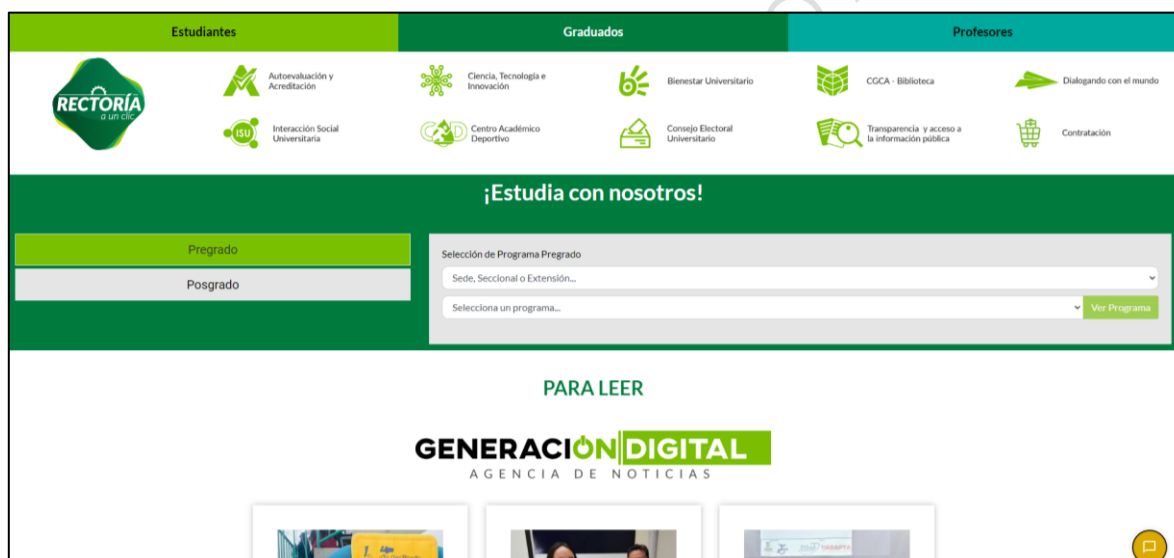 Estudiantes
Graduados
Profesores
RECTORÍA
a un clic
Autoevaluación y
Acreditación
Ciencia, Tecnología e
Innovación
Bienestar Universitario
CGCA - Biblioteca
Dialogando con el mundo
ISU
Interacción Social
Universitaria
CAD
Centro Académico
Deportivo
Consejo Electoral
Universitario
Transparencia y acceso a
la información pública
Contratación
¡Estudia con nosotros!
Pregrado
Posgrado
Selección de Programa Pregrado
Sede, Seccional o Extensión...
Selecciona un programa...
Ver Programa
PARA LEER
GENERACIÓN DIGITAL
AGENCIA DE NOTICIAS